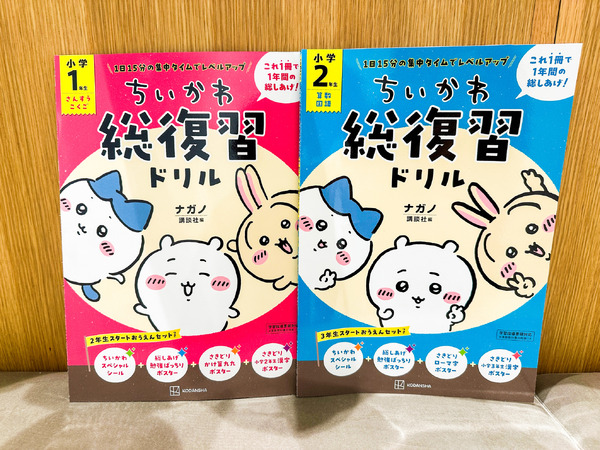 小学
1年生
さんすう
こくご
1日15分の集中タイムでレベルアップ
これ1冊で
1年間の
総しあげ!
ちいかわ
総復習
ドリル
ナガノ
講談社 編
2年生スタートおうえんセット!
ちいかわ
スペシャル
シール
+
総しあげ
勉強ばっちり
ポスター
+
さきどり
かけ算九九
ポスター
+
さきどり
小学2年生漢字
ポスター
KODANSHA
小学
2年生
算数
国語
1日15分の集中タイムでレベルアップ
これ1冊で
1年間の
総しあげ!
ちいかわ
総復習
ドリル
ナガノ
講談社 編
3年生スタートおうえんセット!
ちいかわ
スペシャル
シール
+
総しあげ
勉強ばっちり
ポスター
+
さきどり
ローマ字
ポスター
+
さきどり
小学3年生漢字
ポスター
KODANSHA